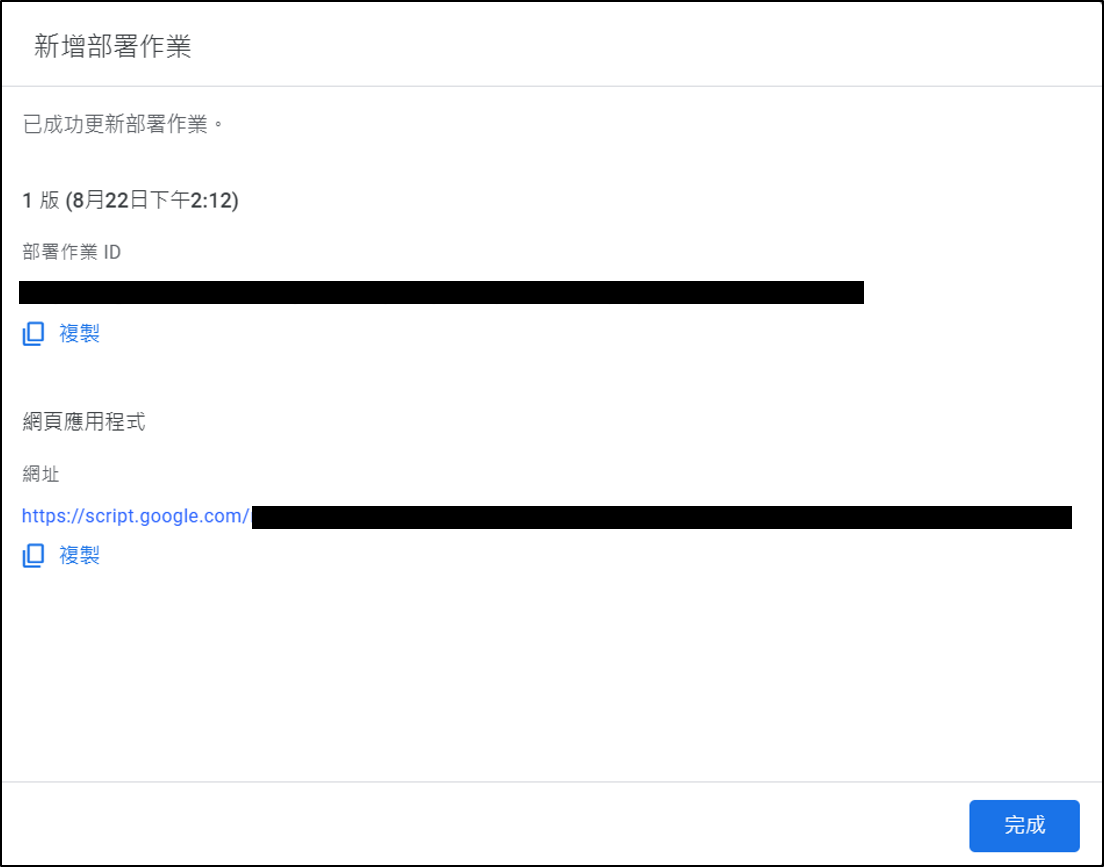 新增部署作業
已成功更新部署作業。
1 版 (8月22日下午2:12)
部署作業 ID
複製
網頁應用程式
網址
https://script.google.com/
複製
完成